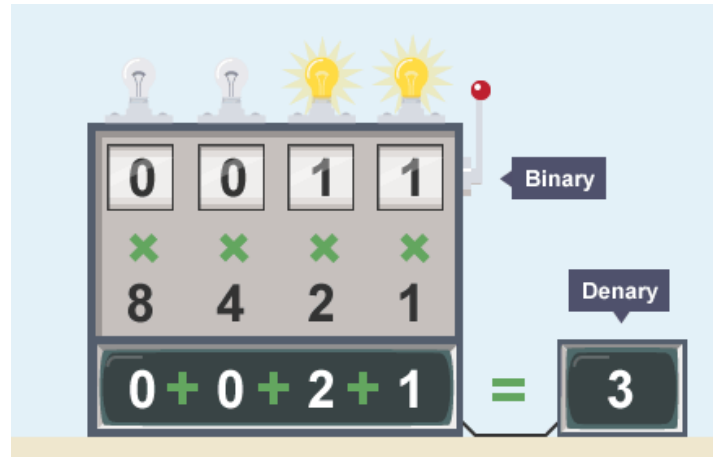 0 0 1 1
Binary
× × × ×
8 4 2 1
Denary
0 + 0 + 2 + 1 = 3